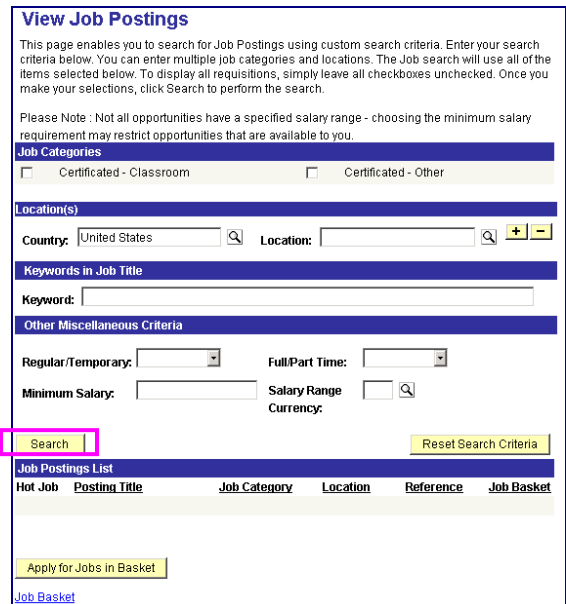 View Job Postings
This page enables you to search for Job Postings using custom search criteria. Enter your search
criteria below. You can enter multiple job categories and locations. The Job search will use all of the
items selected below. To display all requisitions, simply leave all checkboxes unchecked. Once you
make your selections, click Search to perform the search.
Please Note : Not all opportunities have a specified salary range - choosing the minimum salary
requirement may restrict opportunities that are available to you.
Job Categories
Certificated - Classroom Certificated - Other
Location(s)
Country: United States Location: + −
Keywords in Job Title
Keyword:
Other Miscellaneous Criteria
Regular/Temporary: Full/Part Time:
Minimum Salary: Salary Range
Currency:
Search Reset Search Criteria
Job Postings List
Hot Job Posting Title Job Category Location Reference Job Basket
Apply for Jobs in Basket
Job Basket